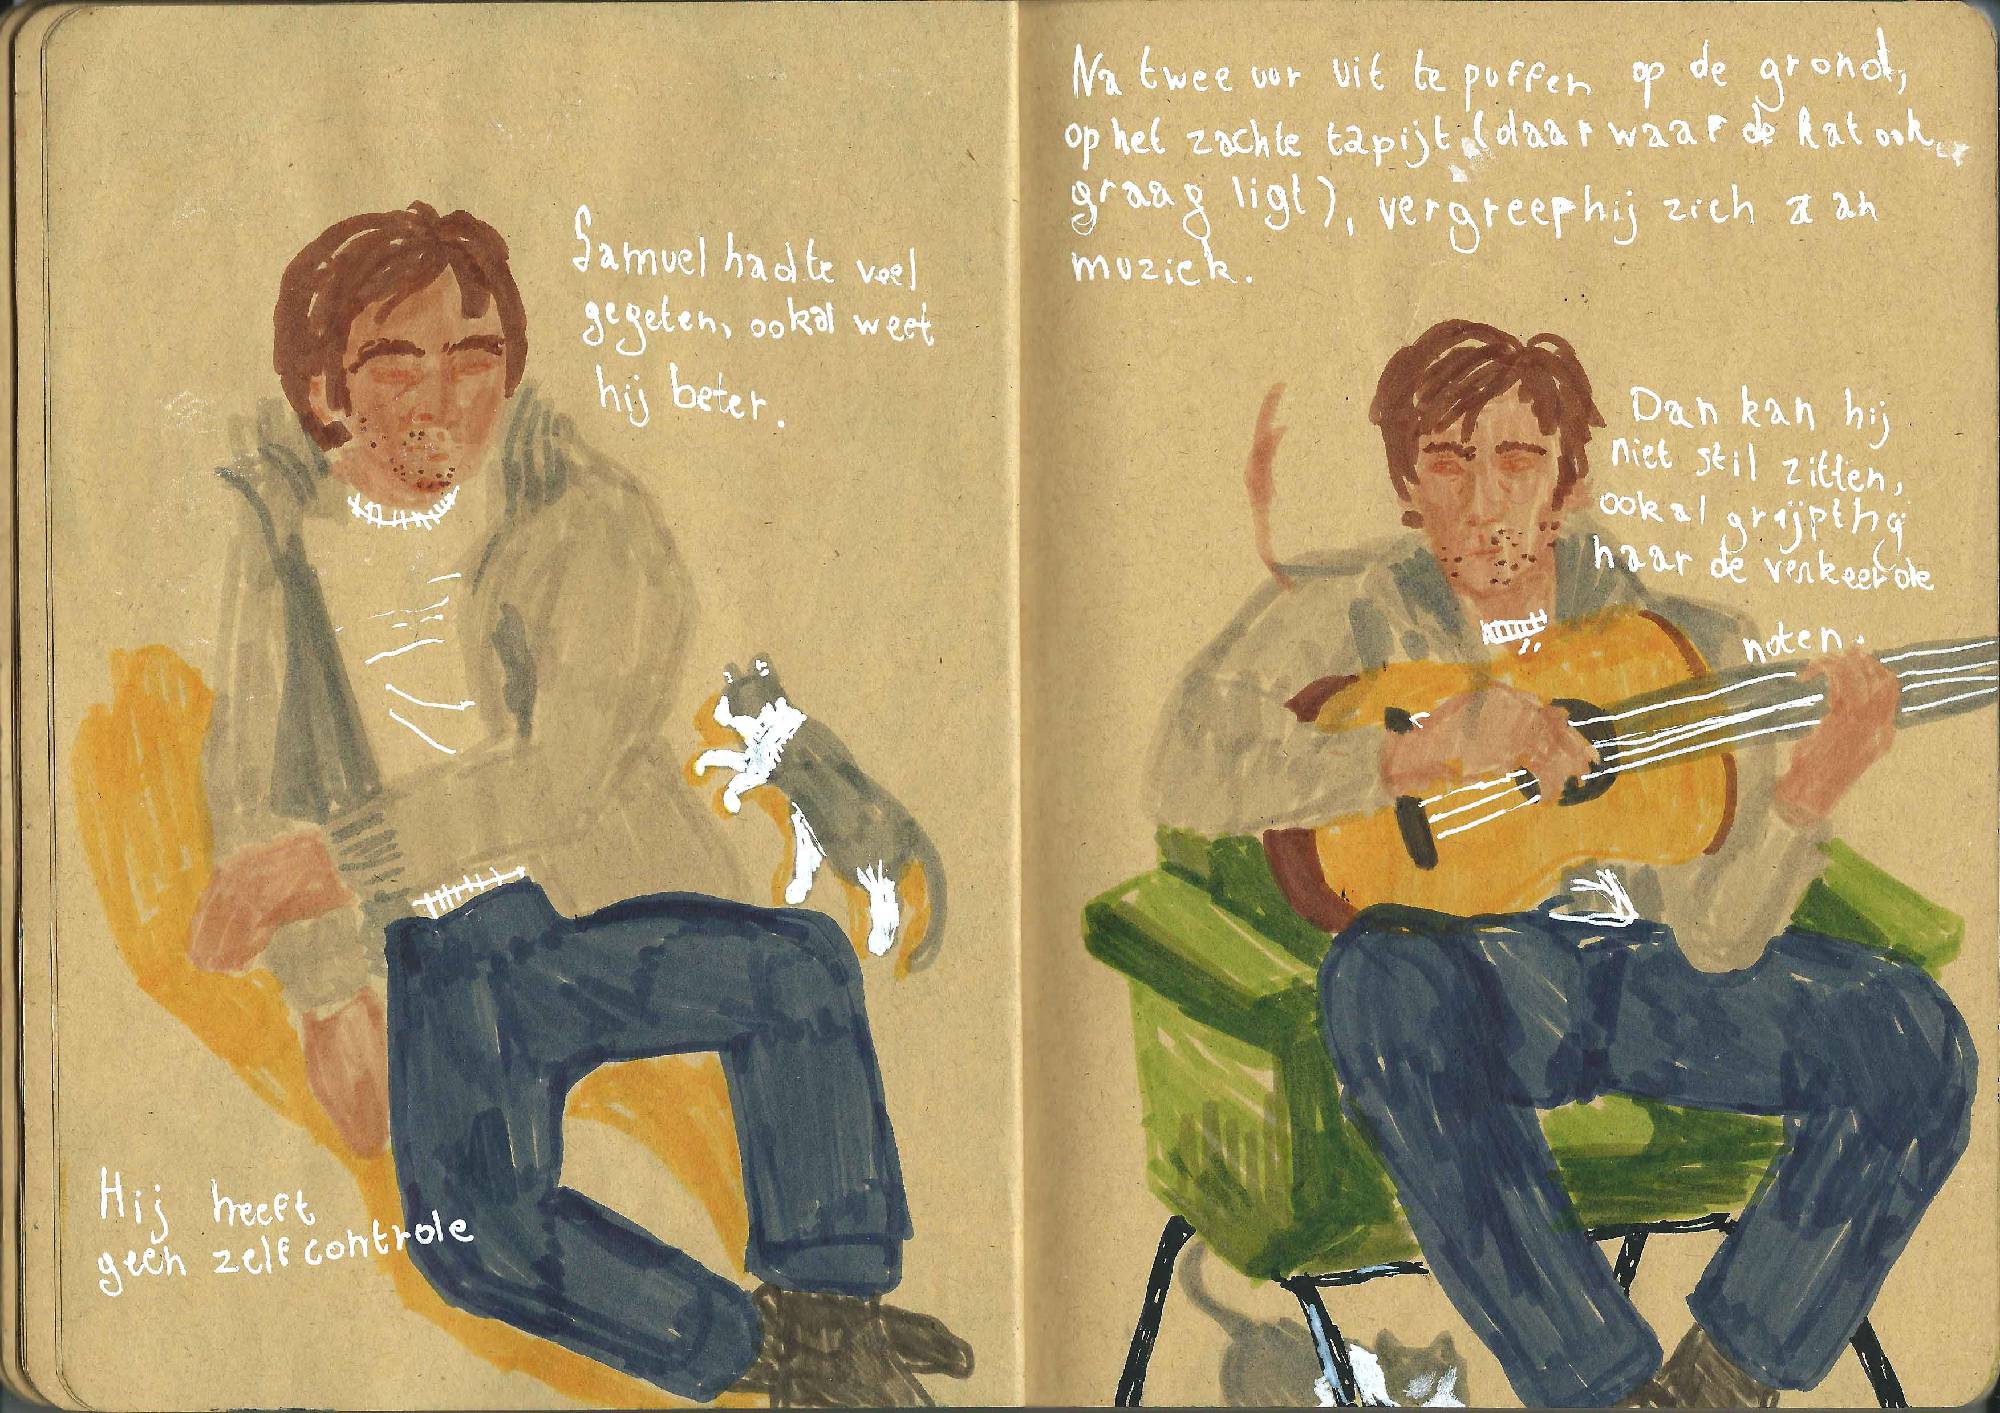 Samuel had te veel
gegeten, ookal weet
hij beter.
Hij heeft
geen zelfcontrole
Na twee uur uit te puffen op de grond,
op het zachte tapijt (daar waar de kat ook
graag ligt), vergreep hij zich aan
muziek.
Dan kan hij
niet stil zitten,
ookal grijpt hij
naar de verkeerde
noten.